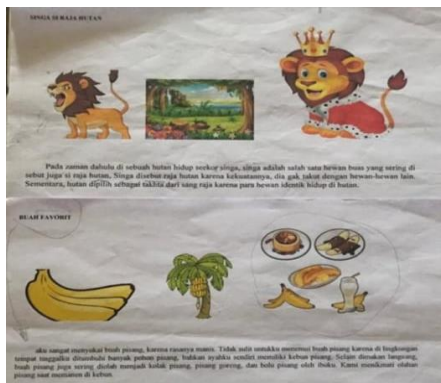 SINGA SI RAJA HUTAN
Pada zaman dahulu di sebuah hutan hidup seekor singa, singa adalah salah satu hewan buas yang sering di
sebut juga si raja hutan. Singa disebut raja hutan karena kekuatannya, dia gak takut dengan hewan-hewan lain.
Sementara, hutan dipilih sebagai takhta dari sang raja karena para hewan identik hidup di hutan.
BUAH FAVORIT
aku sangat menyukai buah pisang, karena rasanya manis. Tidak sulit untukku menemui buah pisang karena di lingkungan
tempat tinggalku ditumbuhi banyak pohon pisang, bahkan ayahku sendiri memiliki kebun pisang. Selain dimakan langsung,
buah pisang juga sering diolah menjadi kolak pisang, pisang goreng, dan bolu pisang oleh ibuku. Kami menikmati olahan
pisang saat di kebun.